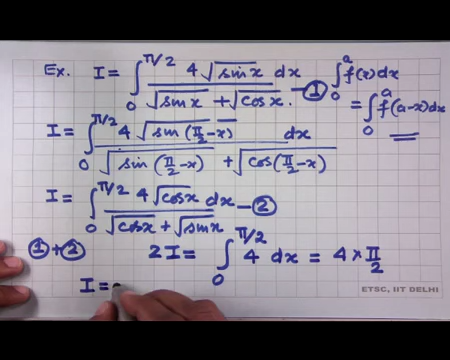 Ex. I = ∫₀^{π/2} 4√(sin x) dx / (√(sin x) + √(cos x)). — ① ∫₀^a f(x) dx
= ∫₀^a f(a-x) dx
I = ∫₀^{π/2} 4√(sin(π/2 - x)) dx / (√(sin(π/2 - x)) + √(cos(π/2 - x)))
I = ∫₀^{π/2} 4√(cos x) dx / (√(cos x) + √(sin x)) — ②
① + ② 2I = ∫₀^{π/2} 4 dx = 4 × π/2
I =
ETSC, IIT DELHI